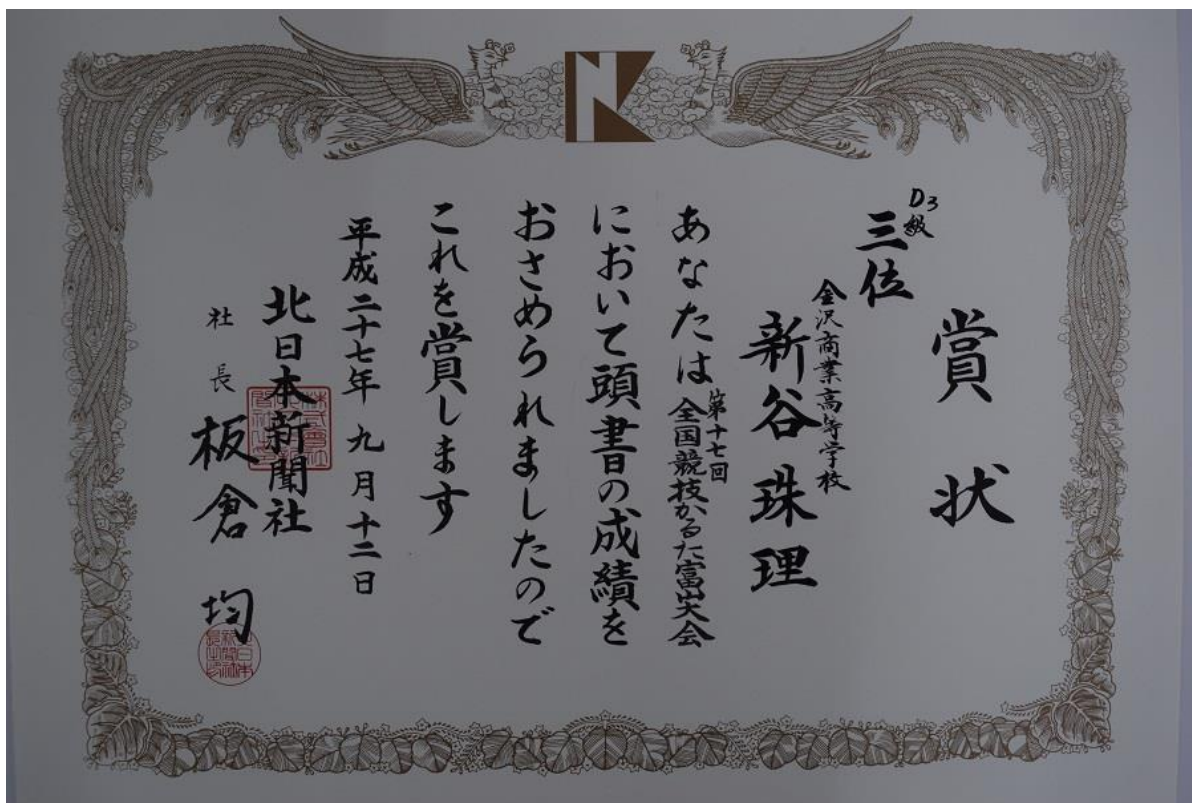 賞状
D3級
三位
金沢商業高等学校
新谷珠理
あなたは第十七回全国競技かるた富山大会
において頭書の成績を
おさめられましたので
これを賞します
平成二十七年九月十二日
北日本新聞社
社長 板倉均